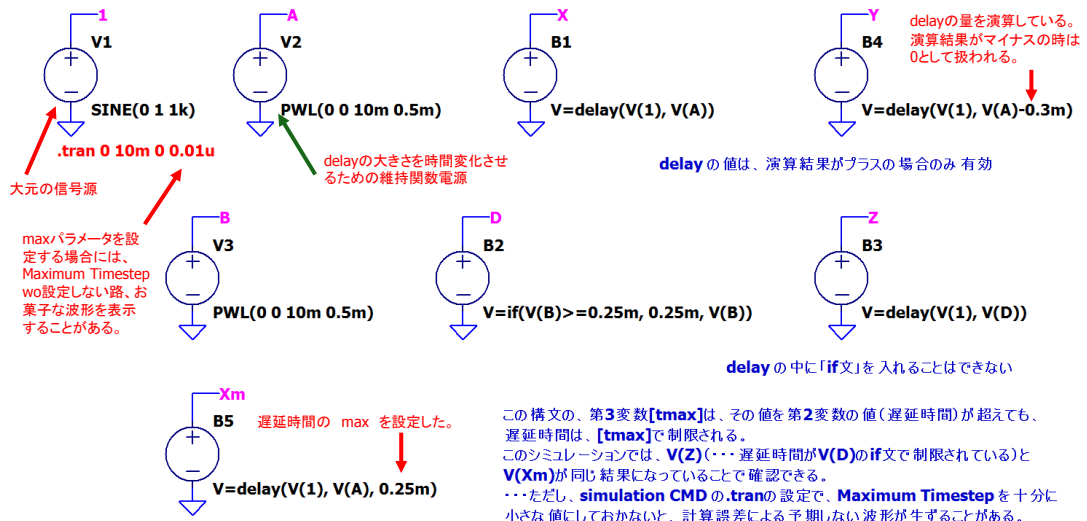 1
V1
SINE(0 1 1k)
.tran 0 10m 0 0.01u
大元の信号源
A
V2
PWL(0 0 10m 0.5m)
delayの大きさを時間変化させ
るための維持関数電源
X
B1
V=delay(V(1), V(A))
Y
B4
V=delay(V(1), V(A)-0.3m)
delayの量を演算している。
演算結果がマイナスの時は
0として扱われる。
delay の値は、演算結果がプラスの場合のみ 有効
maxパラメータを設
定する場合には、
Maximum Timestep
wo設定しない路、お
菓子な波形を表示
することがある。
B
V3
PWL(0 0 10m 0.5m)
D
B2
V=if(V(B)>=0.25m, 0.25m, V(B))
Z
B3
V=delay(V(1), V(D))
delay の中に「if文」を入れることはできない
Xm
B5
遅延時間の max を設定した。
V=delay(V(1), V(A), 0.25m)
この構文の、第3変数[tmax]は、その値を第2変数の値(遅延時間)が超えても、
遅延時間は、[tmax]で制限される。
このシミュレーションでは、V(Z)(・・・遅延時間がV(D)のif文で制限されている)と
V(Xm)が同じ結果になっていることで確認できる。
・・・ただし、simulation CMDの.tranの設定で、Maximum Timestepを十分に
小さな値にしておかないと、計算誤差による予期しない波形が生ずることがある。